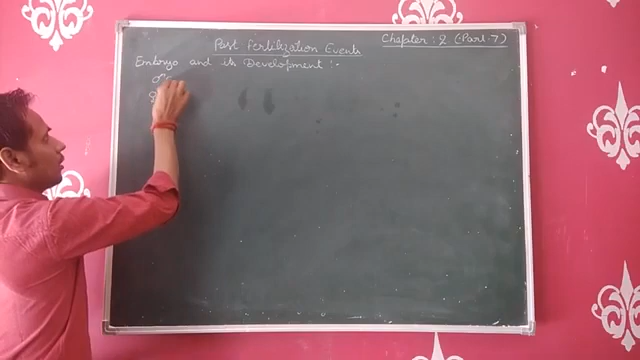 Post Fertilization Events
Chapter : 2 (Part-7)
Embryo and its Development :-
♂
♀